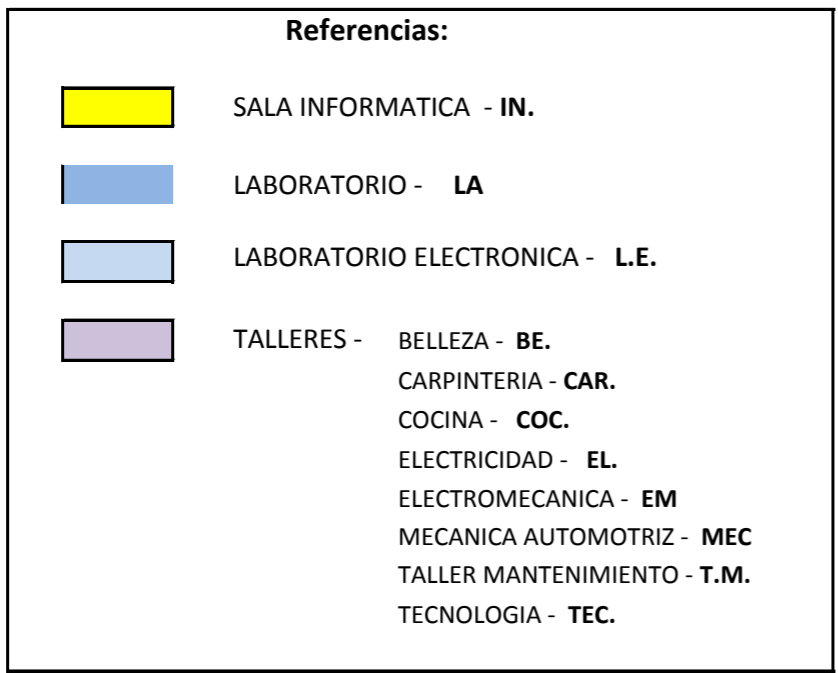 Referencias:
SALA INFORMATICA - IN.
LABORATORIO - LA
LABORATORIO ELECTRONICA - L.E.
TALLERES - BELLEZA - BE.
CARPINTERIA - CAR.
COCINA - COC.
ELECTRICIDAD - EL.
ELECTROMECANICA - EM
MECANICA AUTOMOTRIZ - MEC
TALLER MANTENIMIENTO - T.M.
TECNOLOGIA - TEC.